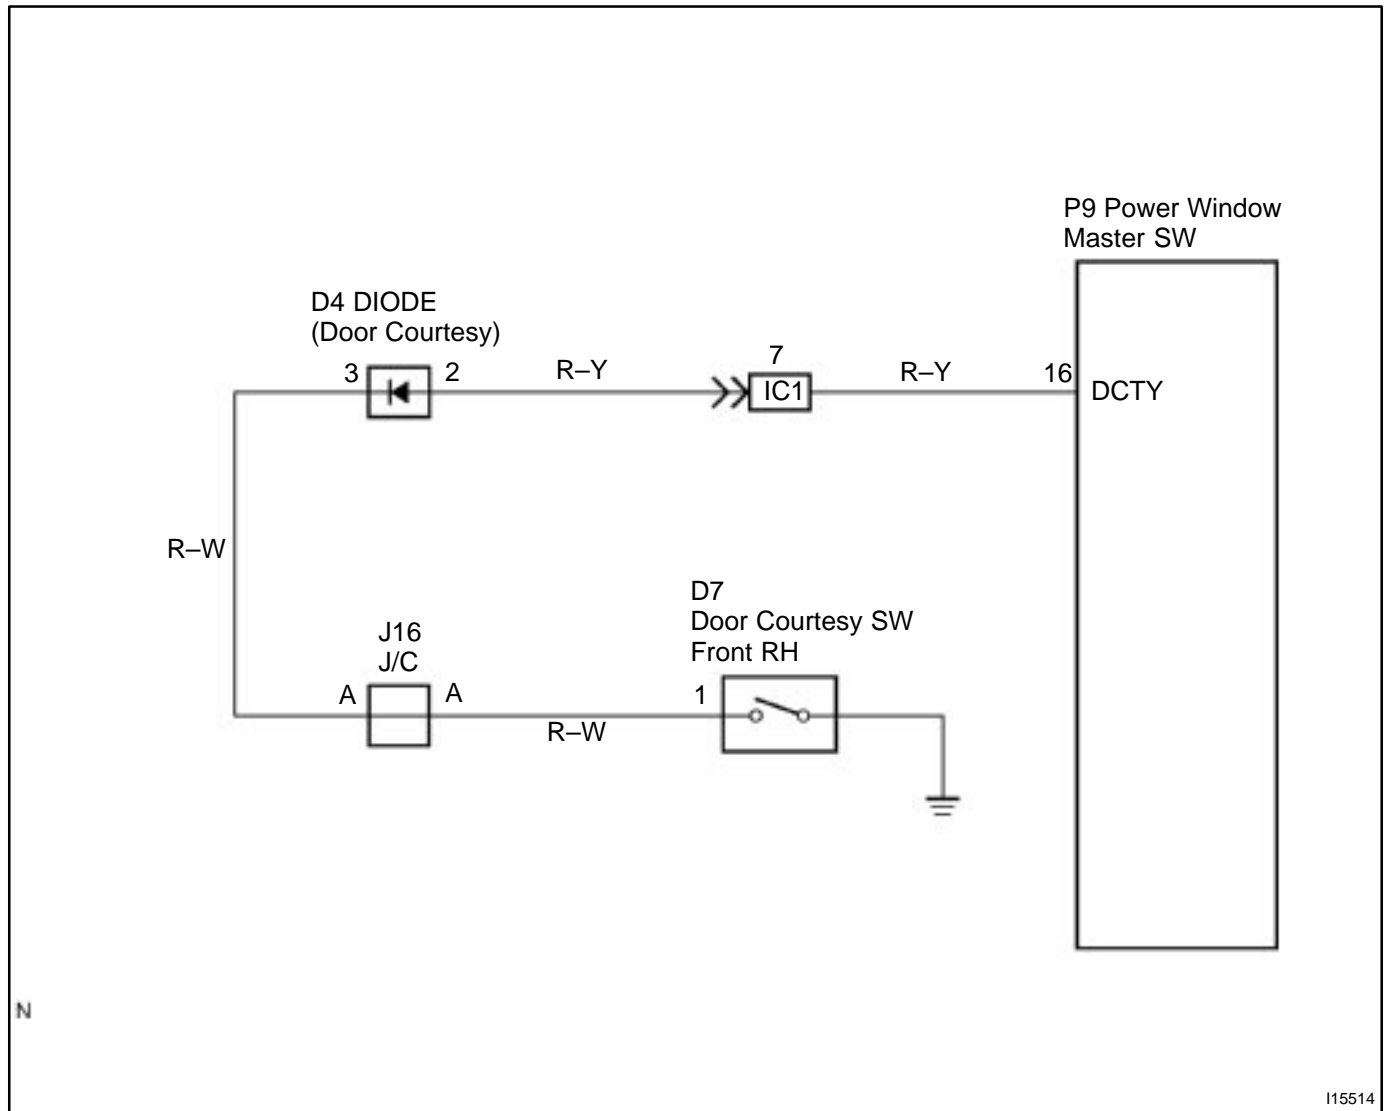 P9 Power Window
Master SW
D4 DIODE
(Door Courtesy)
3
2
R–Y
7
IC1
R–Y
16
DCTY
R–W
J16
J/C
A
A
R–W
D7
Door Courtesy SW
Front RH
1
N
I15514